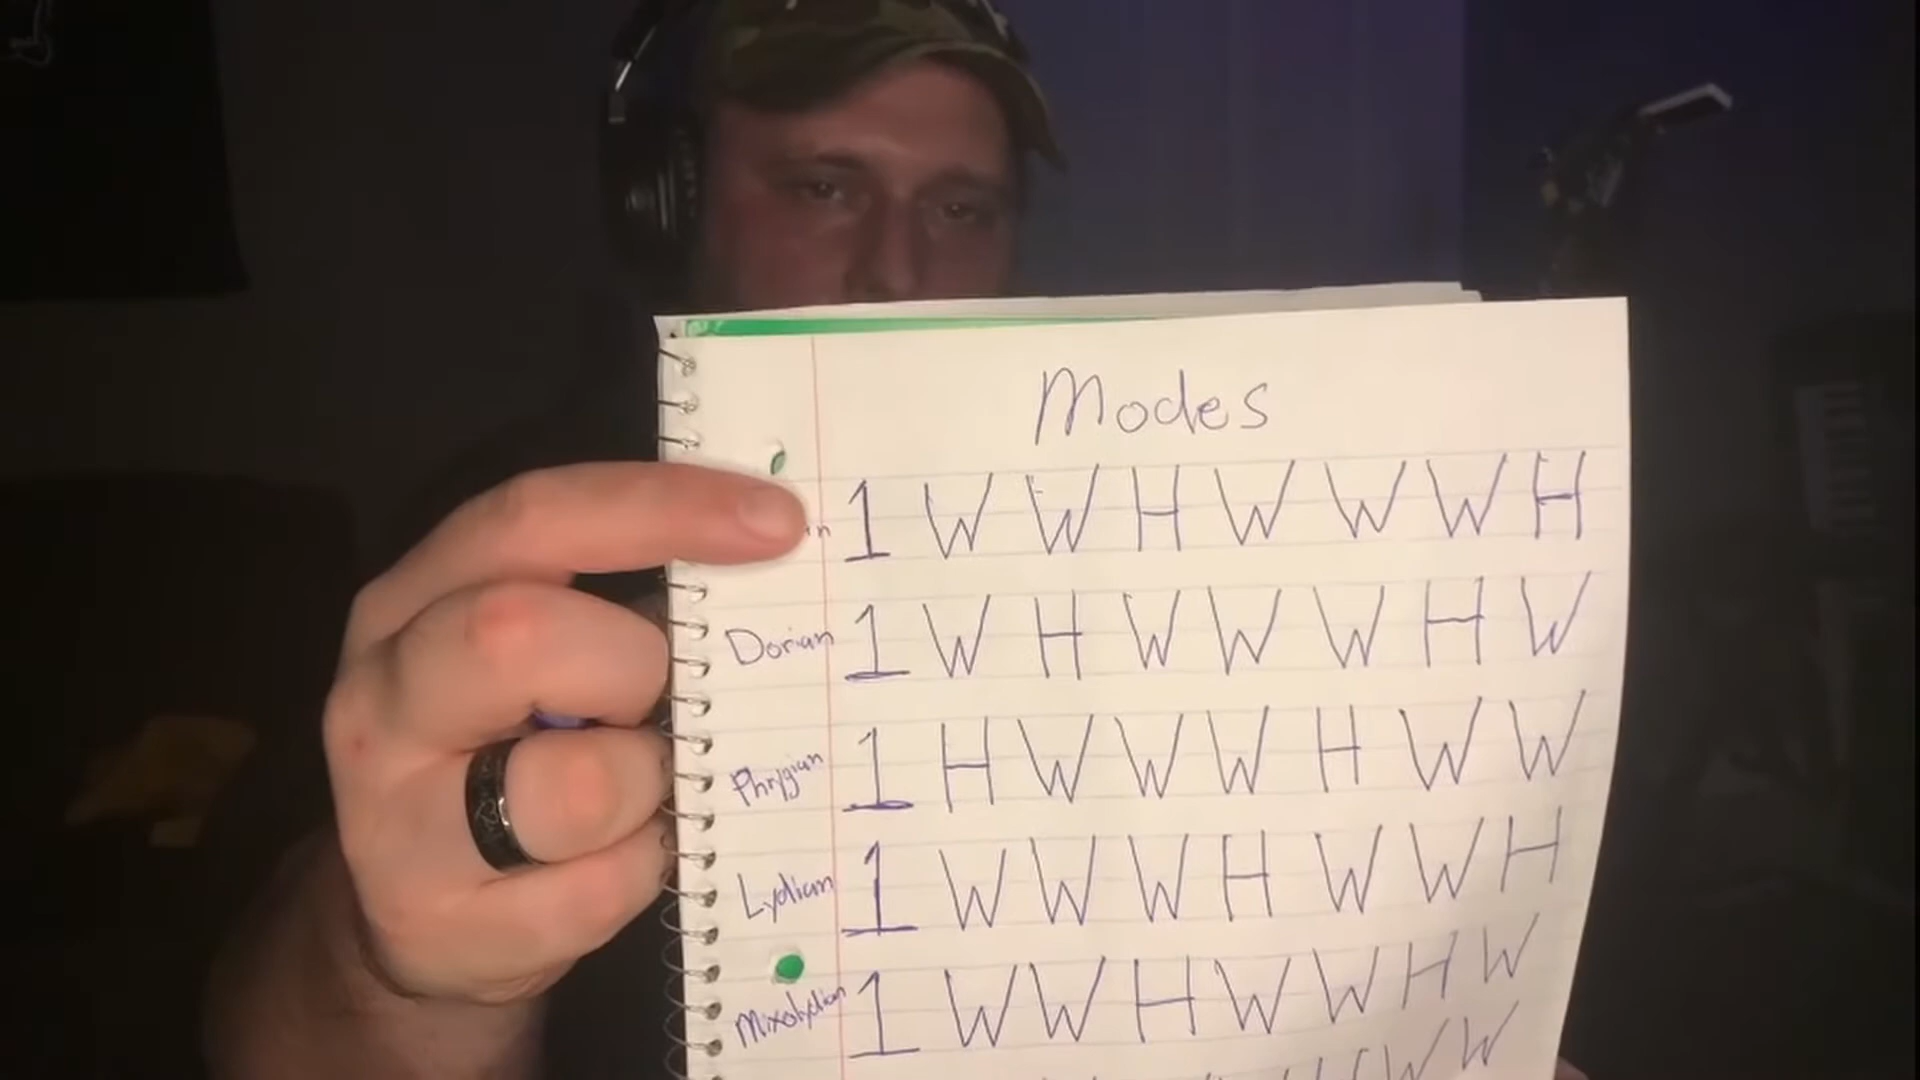 Modes
1 W W H W W W H
Dorian 1 W H W W W H W
Phrygian 1 H W W W H W W
Lydian 1 W W W H W W H
Mixolydian 1 W W H W W H W
W W